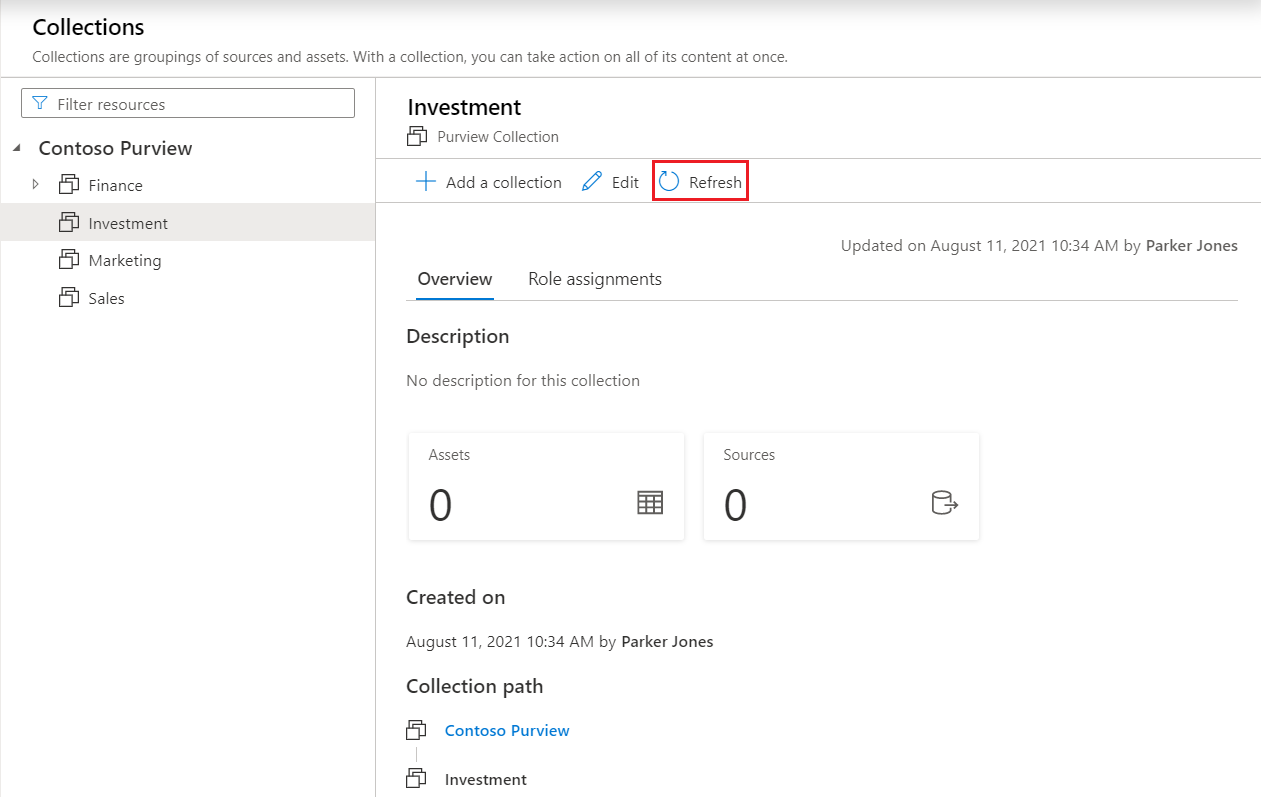 Collections
Collections are groupings of sources and assets. With a collection, you can take action on all of its content at once.
Filter resources
Contoso Purview
Finance
Investment
Marketing
Sales
Investment
Purview Collection
Add a collection Edit Refresh
Updated on August 11, 2021 10:34 AM by Parker Jones
Overview Role assignments
Description
No description for this collection
Assets
0
Sources
0
Created on
August 11, 2021 10:34 AM by Parker Jones
Collection path
Contoso Purview
Investment